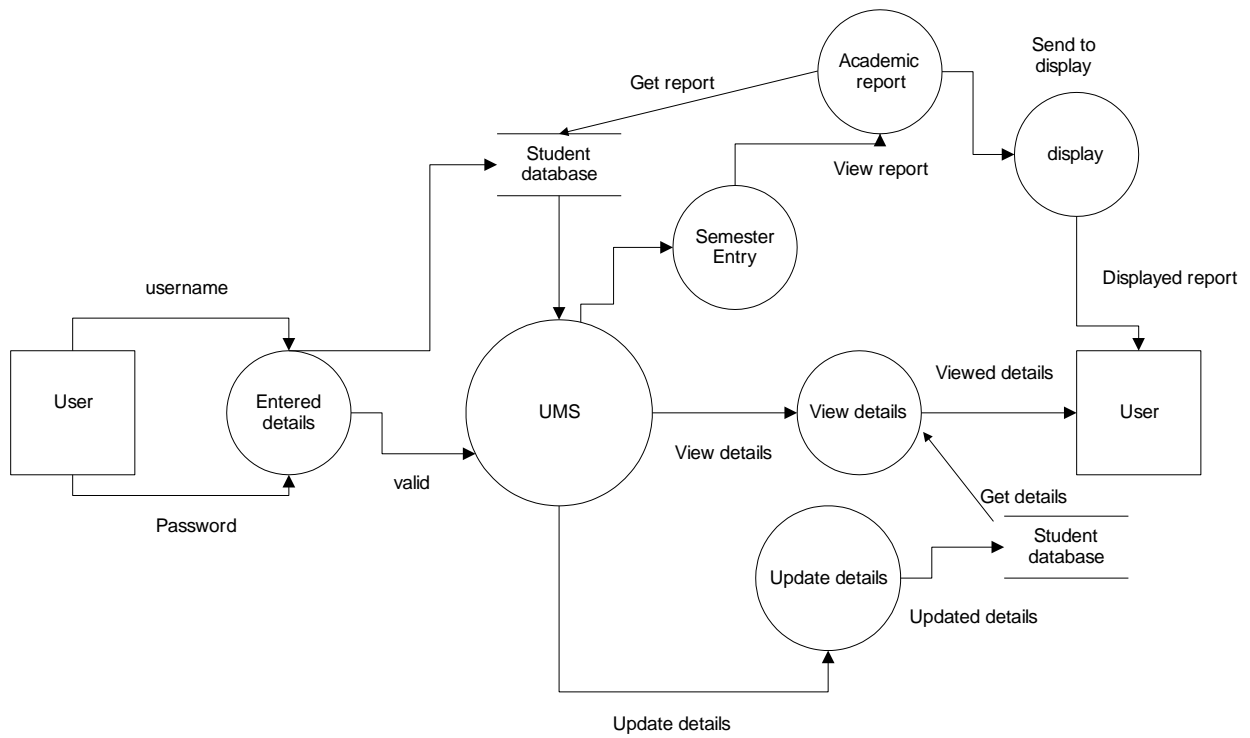 Send to
display
Academic
report
Get report
Student
database
display
View report
Semester
Entry
Displayed report
username
Viewed details
User
Entered
details
UMS
View details
User
View details
valid
Get details
Password
Student
database
Update details
Updated details
Update details